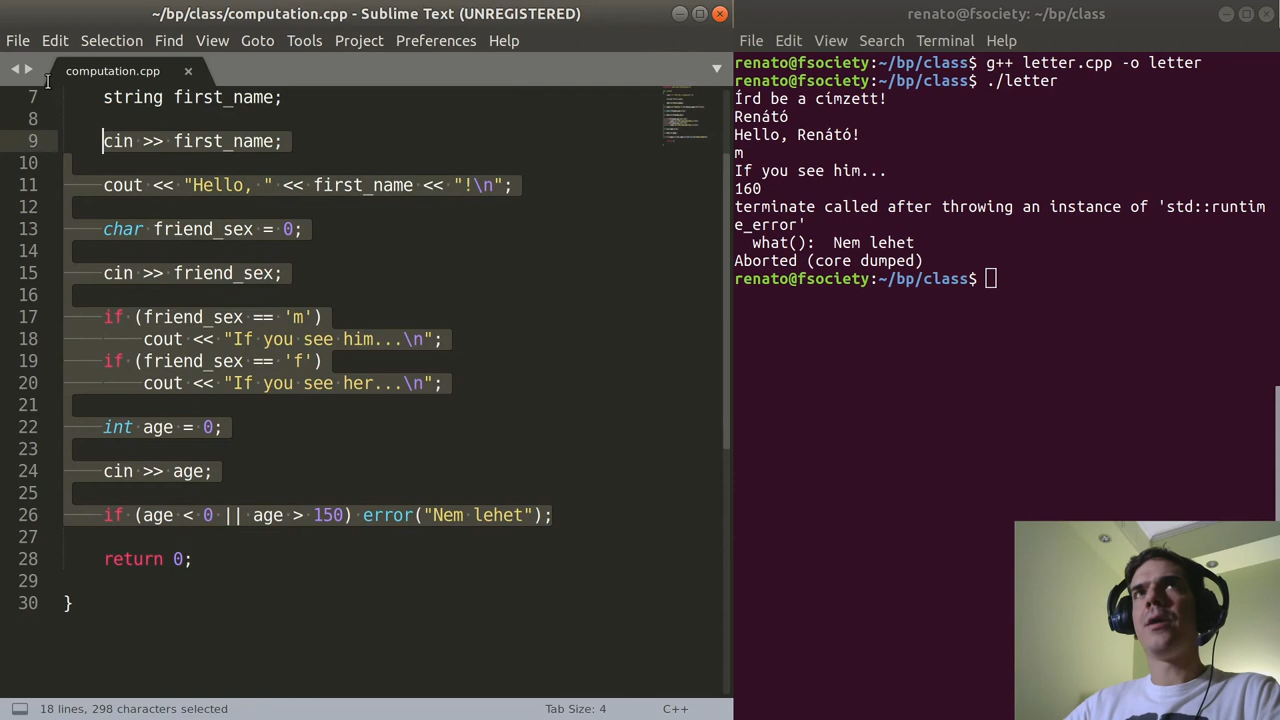 ~/bp/class/computation.cpp - Sublime Text (UNREGISTERED)
File Edit Selection Find View Goto Tools Project Preferences Help
computation.cpp
7 string first_name;
8
9 cin >> first_name;
10
11 cout << "Hello, " << first_name << "!\n";
12
13 char friend_sex = 0;
14
15 cin >> friend_sex;
16
17 if (friend_sex == 'm')
18 cout << "If you see him...\n";
19 if (friend_sex == 'f')
20 cout << "If you see her...\n";
21
22 int age = 0;
23
24 cin >> age;
25
26 if (age < 0 || age > 150) error("Nem lehet");
27
28 return 0;
29
30 }
18 lines, 298 characters selected Tab Size: 4 C++
renato@fsociety: ~/bp/class
File Edit View Search Terminal Help
renato@fsociety:~/bp/class$ g++ letter.cpp -o letter
renato@fsociety:~/bp/class$ ./letter
Írd be a címzett!
Renátó
Hello, Renátó!
m
If you see him...
160
terminate called after throwing an instance of 'std::runtim
e_error'
what():  Nem lehet
Aborted (core dumped)
renato@fsociety:~/bp/class$